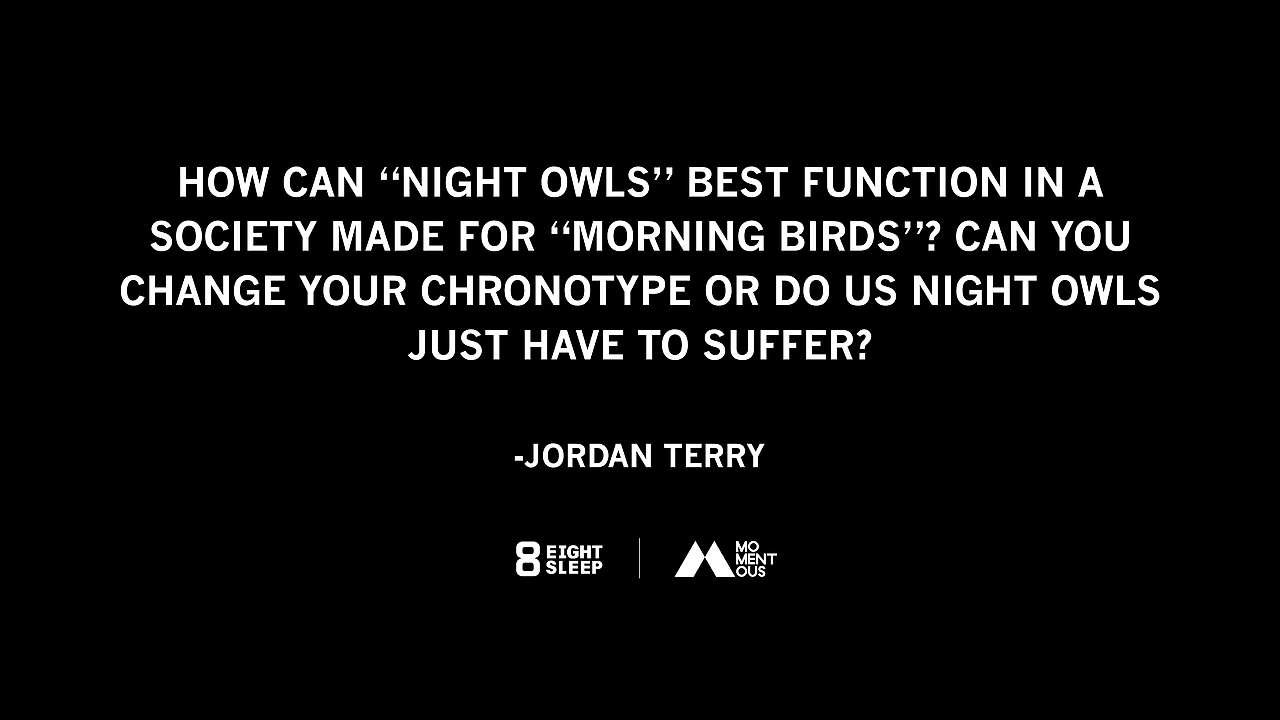 HOW CAN ‘‘NIGHT OWLS’’ BEST FUNCTION IN A
SOCIETY MADE FOR ‘‘MORNING BIRDS’’? CAN YOU
CHANGE YOUR CHRONOTYPE OR DO US NIGHT OWLS
JUST HAVE TO SUFFER?
-JORDAN TERRY
8 EIGHT
SLEEP
MO
MENT
OUS